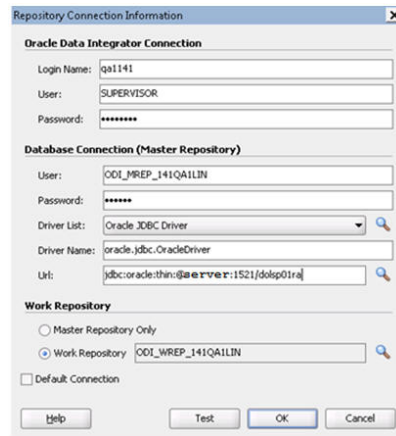 Repository Connection Information
Oracle Data Integrator Connection
Login Name: qa1141
User: SUPERVISOR
Password: ••••••••
Database Connection (Master Repository)
User: ODI_MREP_141QA1LIN
Password: ••••••
Driver List: Oracle JDBC Driver
Driver Name: oracle.jdbc.OracleDriver
Url: jdbc:oracle:thin:@server:1521/dolsp01ra
Work Repository
Master Repository Only
Work Repository ODI_WREP_141QA1LIN
Default Connection
Help Test OK Cancel